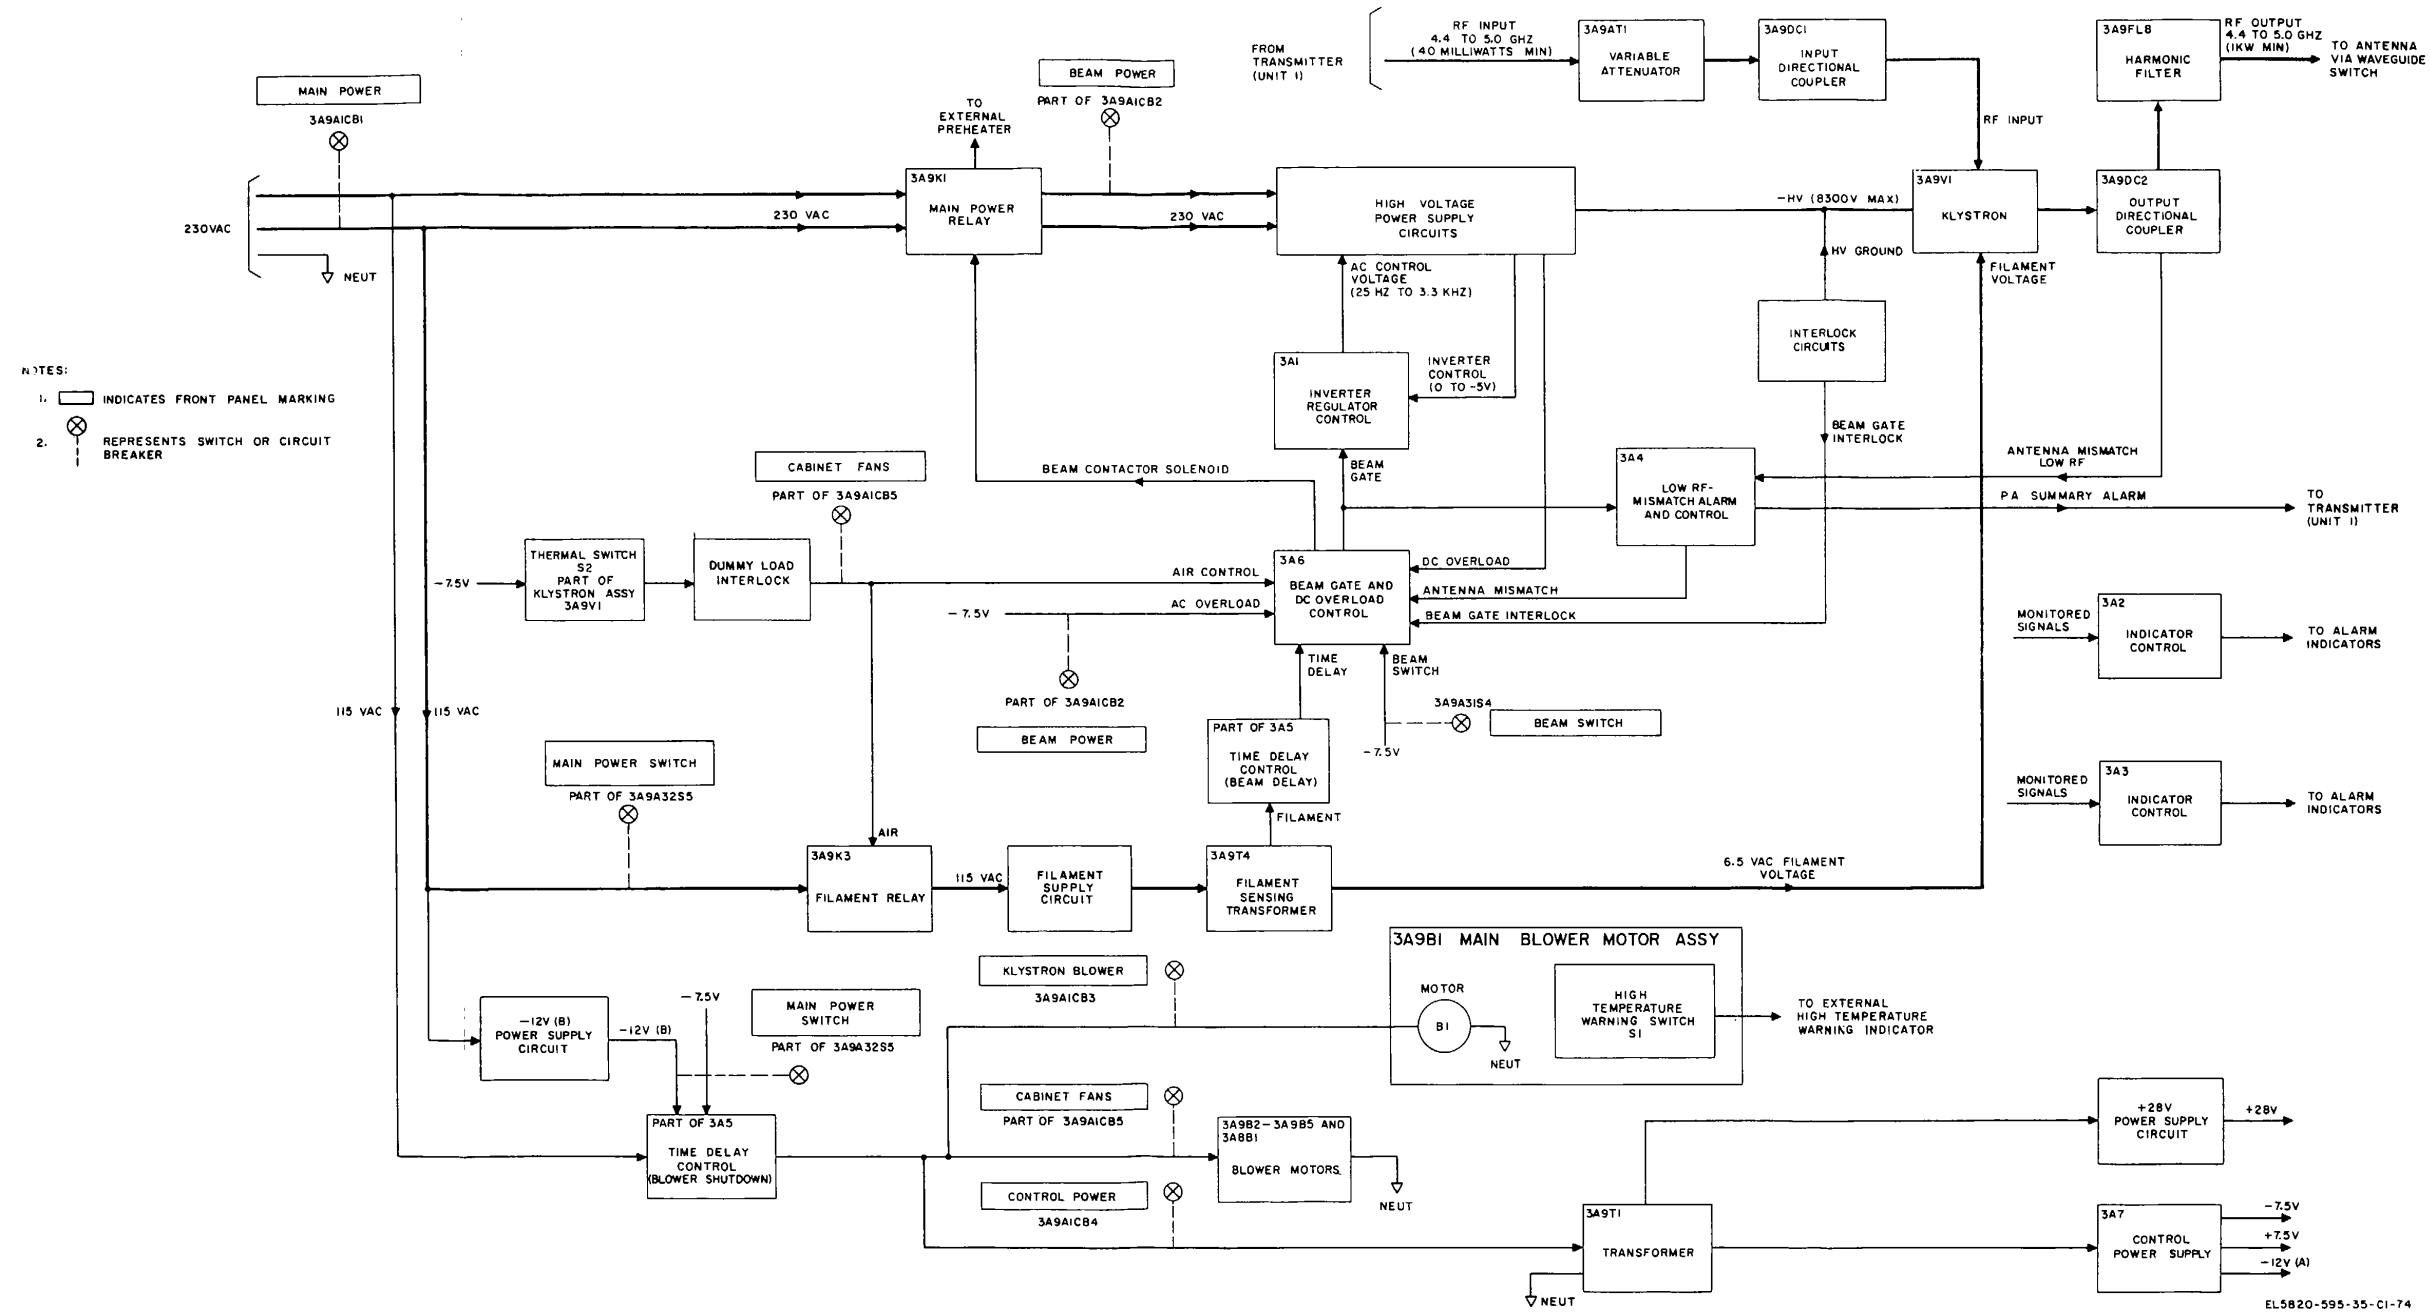 FROM
TRANSMITTER
(UNIT 1)
RF INPUT
4.4 TO 5.0 GHZ
(40 MILLIWATTS MIN)
3A9AT1
VARIABLE
ATTENUATOR
3A9DC1
INPUT
DIRECTIONAL
COUPLER
3A9FL8
HARMONIC
FILTER
RF OUTPUT
4.4 TO 5.0 GHZ
(1KW MIN)
TO ANTENNA
VIA WAVEGUIDE
SWITCH
MAIN POWER
3A9A1CB1
TO
EXTERNAL
PREHEATER
BEAM POWER
PART OF 3A9A1CB2
RF INPUT
230VAC
NEUT
230 VAC
3A9K1
MAIN POWER
RELAY
230 VAC
HIGH VOLTAGE
POWER SUPPLY
CIRCUITS
-HV (8300V MAX)
HV GROUND
3A9V1
KLYSTRON
FILAMENT
VOLTAGE
3A9DC2
OUTPUT
DIRECTIONAL
COUPLER
AC CONTROL
VOLTAGE
(25 HZ TO 3.3 KHZ)
INTERLOCK
CIRCUITS
3A1
INVERTER
REGULATOR
CONTROL
INVERTER
CONTROL
(0 TO -5V)
NOTES:
1. INDICATES FRONT PANEL MARKING
2. REPRESENTS SWITCH OR CIRCUIT
BREAKER
BEAM GATE
INTERLOCK
ANTENNA MISMATCH
LOW RF
CABINET FANS
PART OF 3A9A1CB5
BEAM CONTACTOR SOLENOID
BEAM
GATE
3A4
LOW RF-
MISMATCH ALARM
AND CONTROL
PA SUMMARY ALARM
TO
TRANSMITTER
(UNIT 1)
-7.5V
THERMAL SWITCH
S2
PART OF
KLYSTRON ASSY
3A9V1
DUMMY LOAD
INTERLOCK
AIR CONTROL
-7.5V
AC OVERLOAD
3A6
BEAM GATE AND
DC OVERLOAD
CONTROL
DC OVERLOAD
ANTENNA MISMATCH
BEAM GATE INTERLOCK
MONITORED
SIGNALS
3A2
INDICATOR
CONTROL
TO ALARM
INDICATORS
PART OF 3A9A1CB2
BEAM POWER
TIME
DELAY
BEAM
SWITCH
3A9A31S4
BEAM SWITCH
-7.5V
115 VAC
115 VAC
PART OF 3A5
TIME DELAY
CONTROL
(BEAM DELAY)
MAIN POWER SWITCH
PART OF 3A9A32S5
MONITORED
SIGNALS
3A3
INDICATOR
CONTROL
TO ALARM
INDICATORS
AIR
FILAMENT
3A9K3
FILAMENT RELAY
115 VAC
FILAMENT
SUPPLY
CIRCUIT
3A9T4
FILAMENT
SENSING
TRANSFORMER
6.5 VAC FILAMENT
VOLTAGE
3A9B1 MAIN BLOWER MOTOR ASSY
MOTOR
B1
NEUT
HIGH
TEMPERATURE
WARNING SWITCH
S1
TO EXTERNAL
HIGH TEMPERATURE
WARNING INDICATOR
KLYSTRON BLOWER
3A9A1CB3
-12V (B)
POWER SUPPLY
CIRCUIT
-12V (B)
-7.5V
MAIN POWER
SWITCH
PART OF 3A9A32S5
CABINET FANS
PART OF 3A9A1CB5
PART OF 3A5
TIME DELAY
CONTROL
(BLOWER SHUTDOWN)
3A9B2-3A9B5 AND
3A8B1
BLOWER MOTORS
NEUT
CONTROL POWER
3A9A1CB4
+28V
POWER SUPPLY
CIRCUIT
+28V
3A9T1
TRANSFORMER
NEUT
3A7
CONTROL
POWER SUPPLY
-7.5V
+7.5V
-12V (A)
EL5820-595-35-C1-74